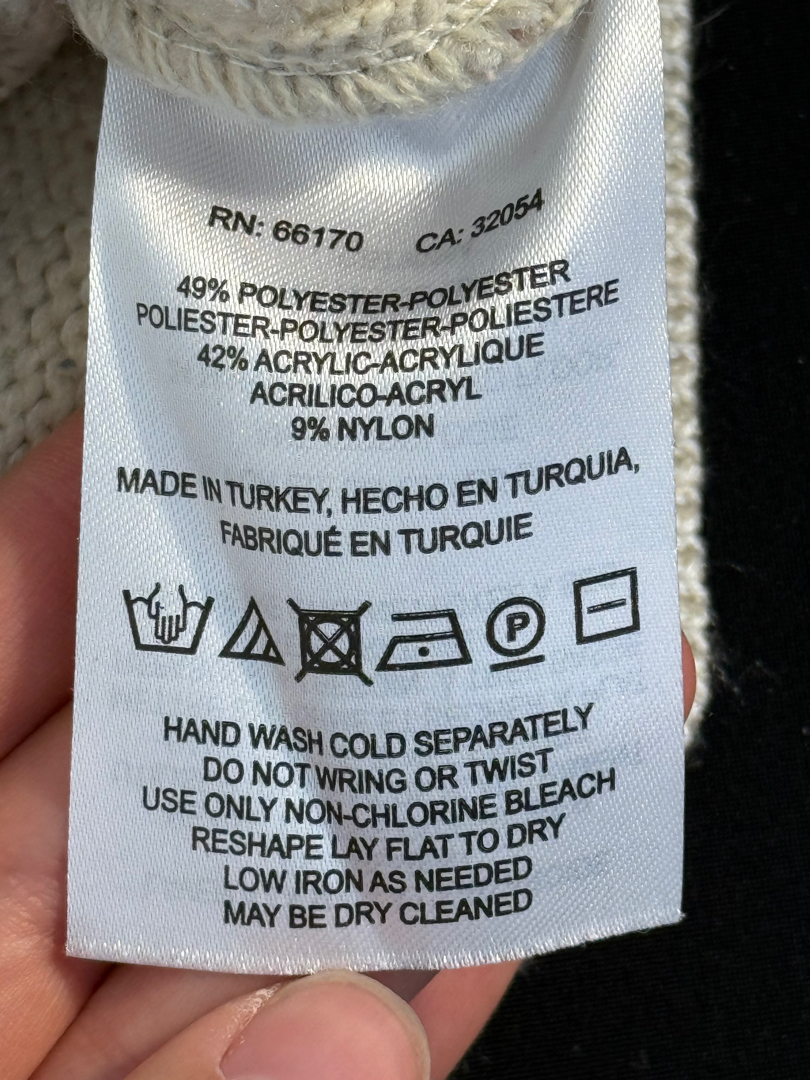 RN: 66170 CA: 32054
49% POLYESTER-POLYESTER
POLIESTER-POLYESTER-POLIESTERE
42% ACRYLIC-ACRYLIQUE
ACRILICO-ACRYL
9% NYLON
MADE IN TURKEY, HECHO EN TURQUIA,
FABRIQUÉ EN TURQUIE
P
HAND WASH COLD SEPARATELY
DO NOT WRING OR TWIST
USE ONLY NON-CHLORINE BLEACH
RESHAPE LAY FLAT TO DRY
LOW IRON AS NEEDED
MAY BE DRY CLEANED